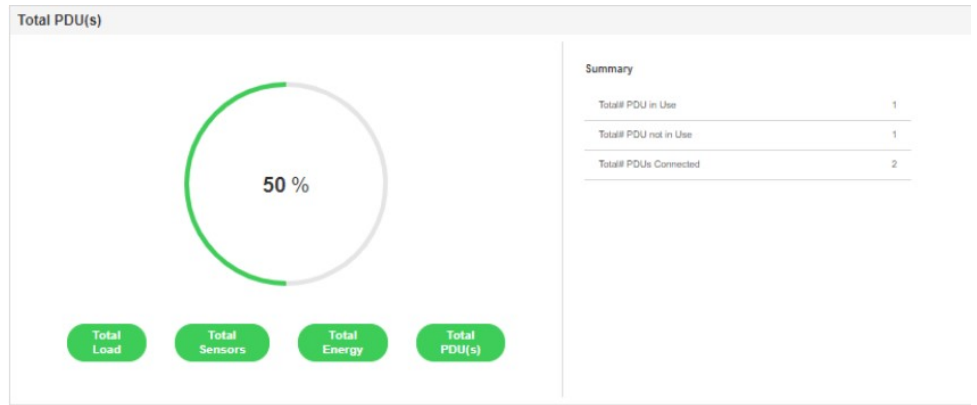 Total PDU(s)
50 %
Total
Load
Total
Sensors
Total
Energy
Total
PDU(s)
Summary
Total# PDU in Use 1
Total# PDU not in Use 1
Total# PDUs Connected 2